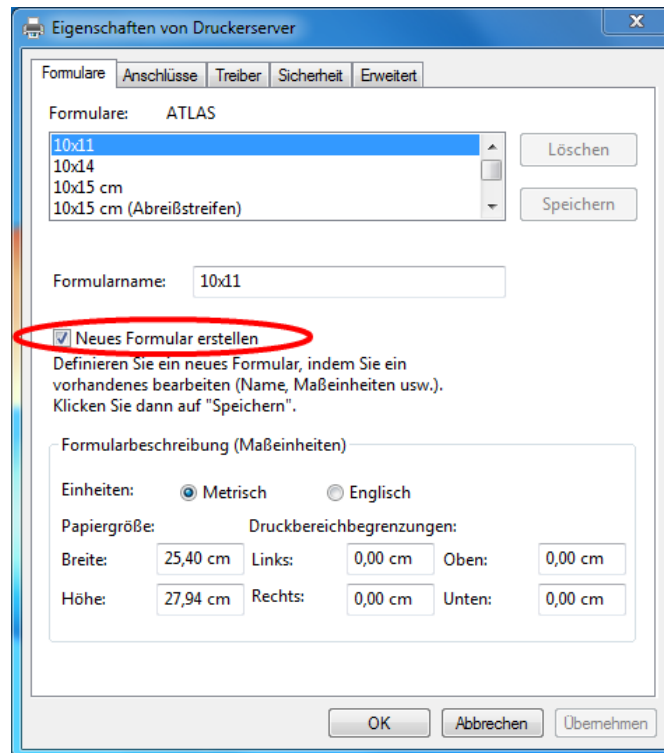 Eigenschaften von Druckerserver
x
Formulare Anschlüsse Treiber Sicherheit Erweitert
Formulare: ATLAS
10x11
10x14
10x15 cm
10x15 cm (Abreißstreifen)
Löschen
Speichern
Formularname: 10x11
Neues Formular erstellen
Definieren Sie ein neues Formular, indem Sie ein
vorhandenes bearbeiten (Name, Maßeinheiten usw.).
Klicken Sie dann auf "Speichern".
Formularbeschreibung (Maßeinheiten)
Einheiten: Metrisch Englisch
Papiergröße: Druckbereichbegrenzungen:
Breite: 25,40 cm Links: 0,00 cm Oben: 0,00 cm
Höhe: 27,94 cm Rechts: 0,00 cm Unten: 0,00 cm
OK Abbrechen Übernehmen